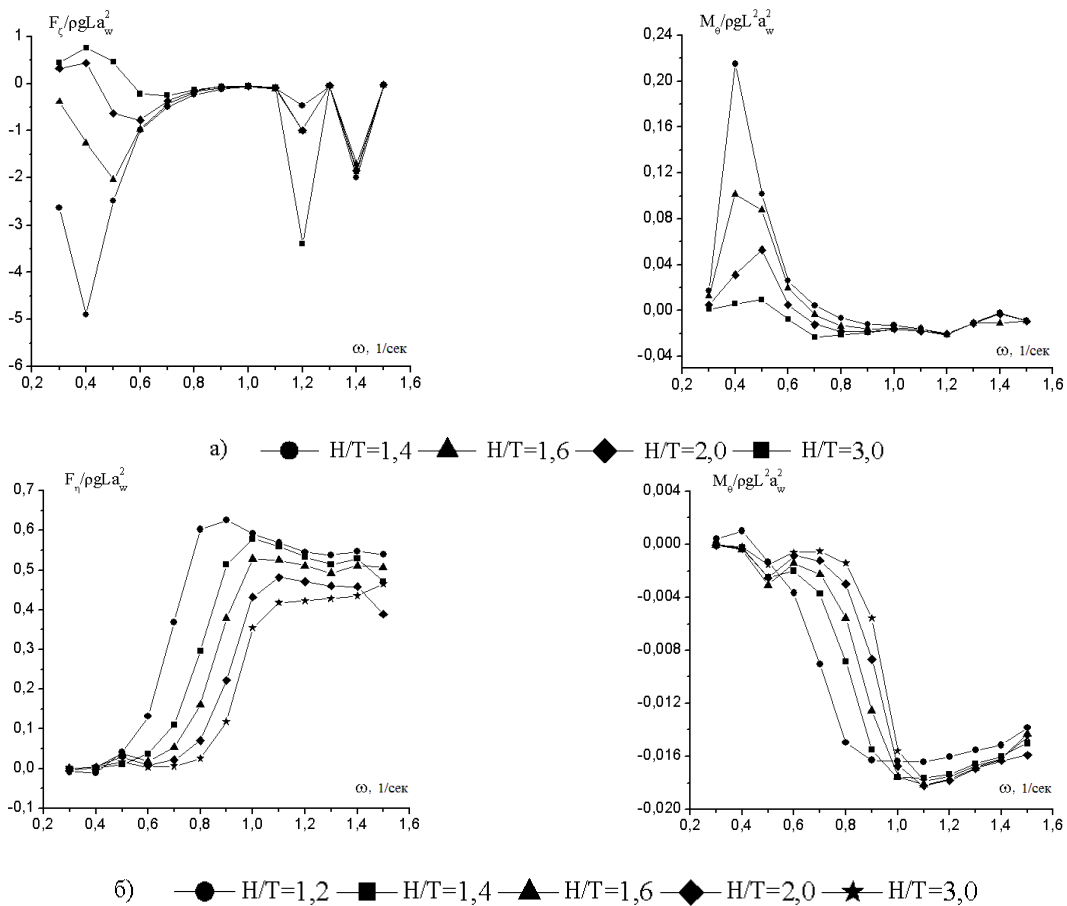 F_ζ/ρgLa_w^2
1
0
-1
-2
-3
-4
-5
-6
0,2 0,4 0,6 0,8 1,0 1,2 1,4 1,6
ω, 1/сек
M_θ/ρgL^2a_w^2
0,24
0,20
0,16
0,12
0,08
0,04
0,00
-0,04
ω, 1/сек
0,2 0,4 0,6 0,8 1,0 1,2 1,4 1,6
а) H/T=1,4 H/T=1,6 H/T=2,0 H/T=3,0
F_η/ρgLa_w^2
0,7
0,6
0,5
0,4
0,3
0,2
0,1
0,0
-0,1
ω, 1/сек
0,2 0,4 0,6 0,8 1,0 1,2 1,4 1,6
M_θ/ρgL^2a_w^2
0,004
0,000
-0,004
-0,008
-0,012
-0,016
-0,020
ω, 1/сек
0,2 0,4 0,6 0,8 1,0 1,2 1,4 1,6
б) H/T=1,2 H/T=1,4 H/T=1,6 H/T=2,0 H/T=3,0